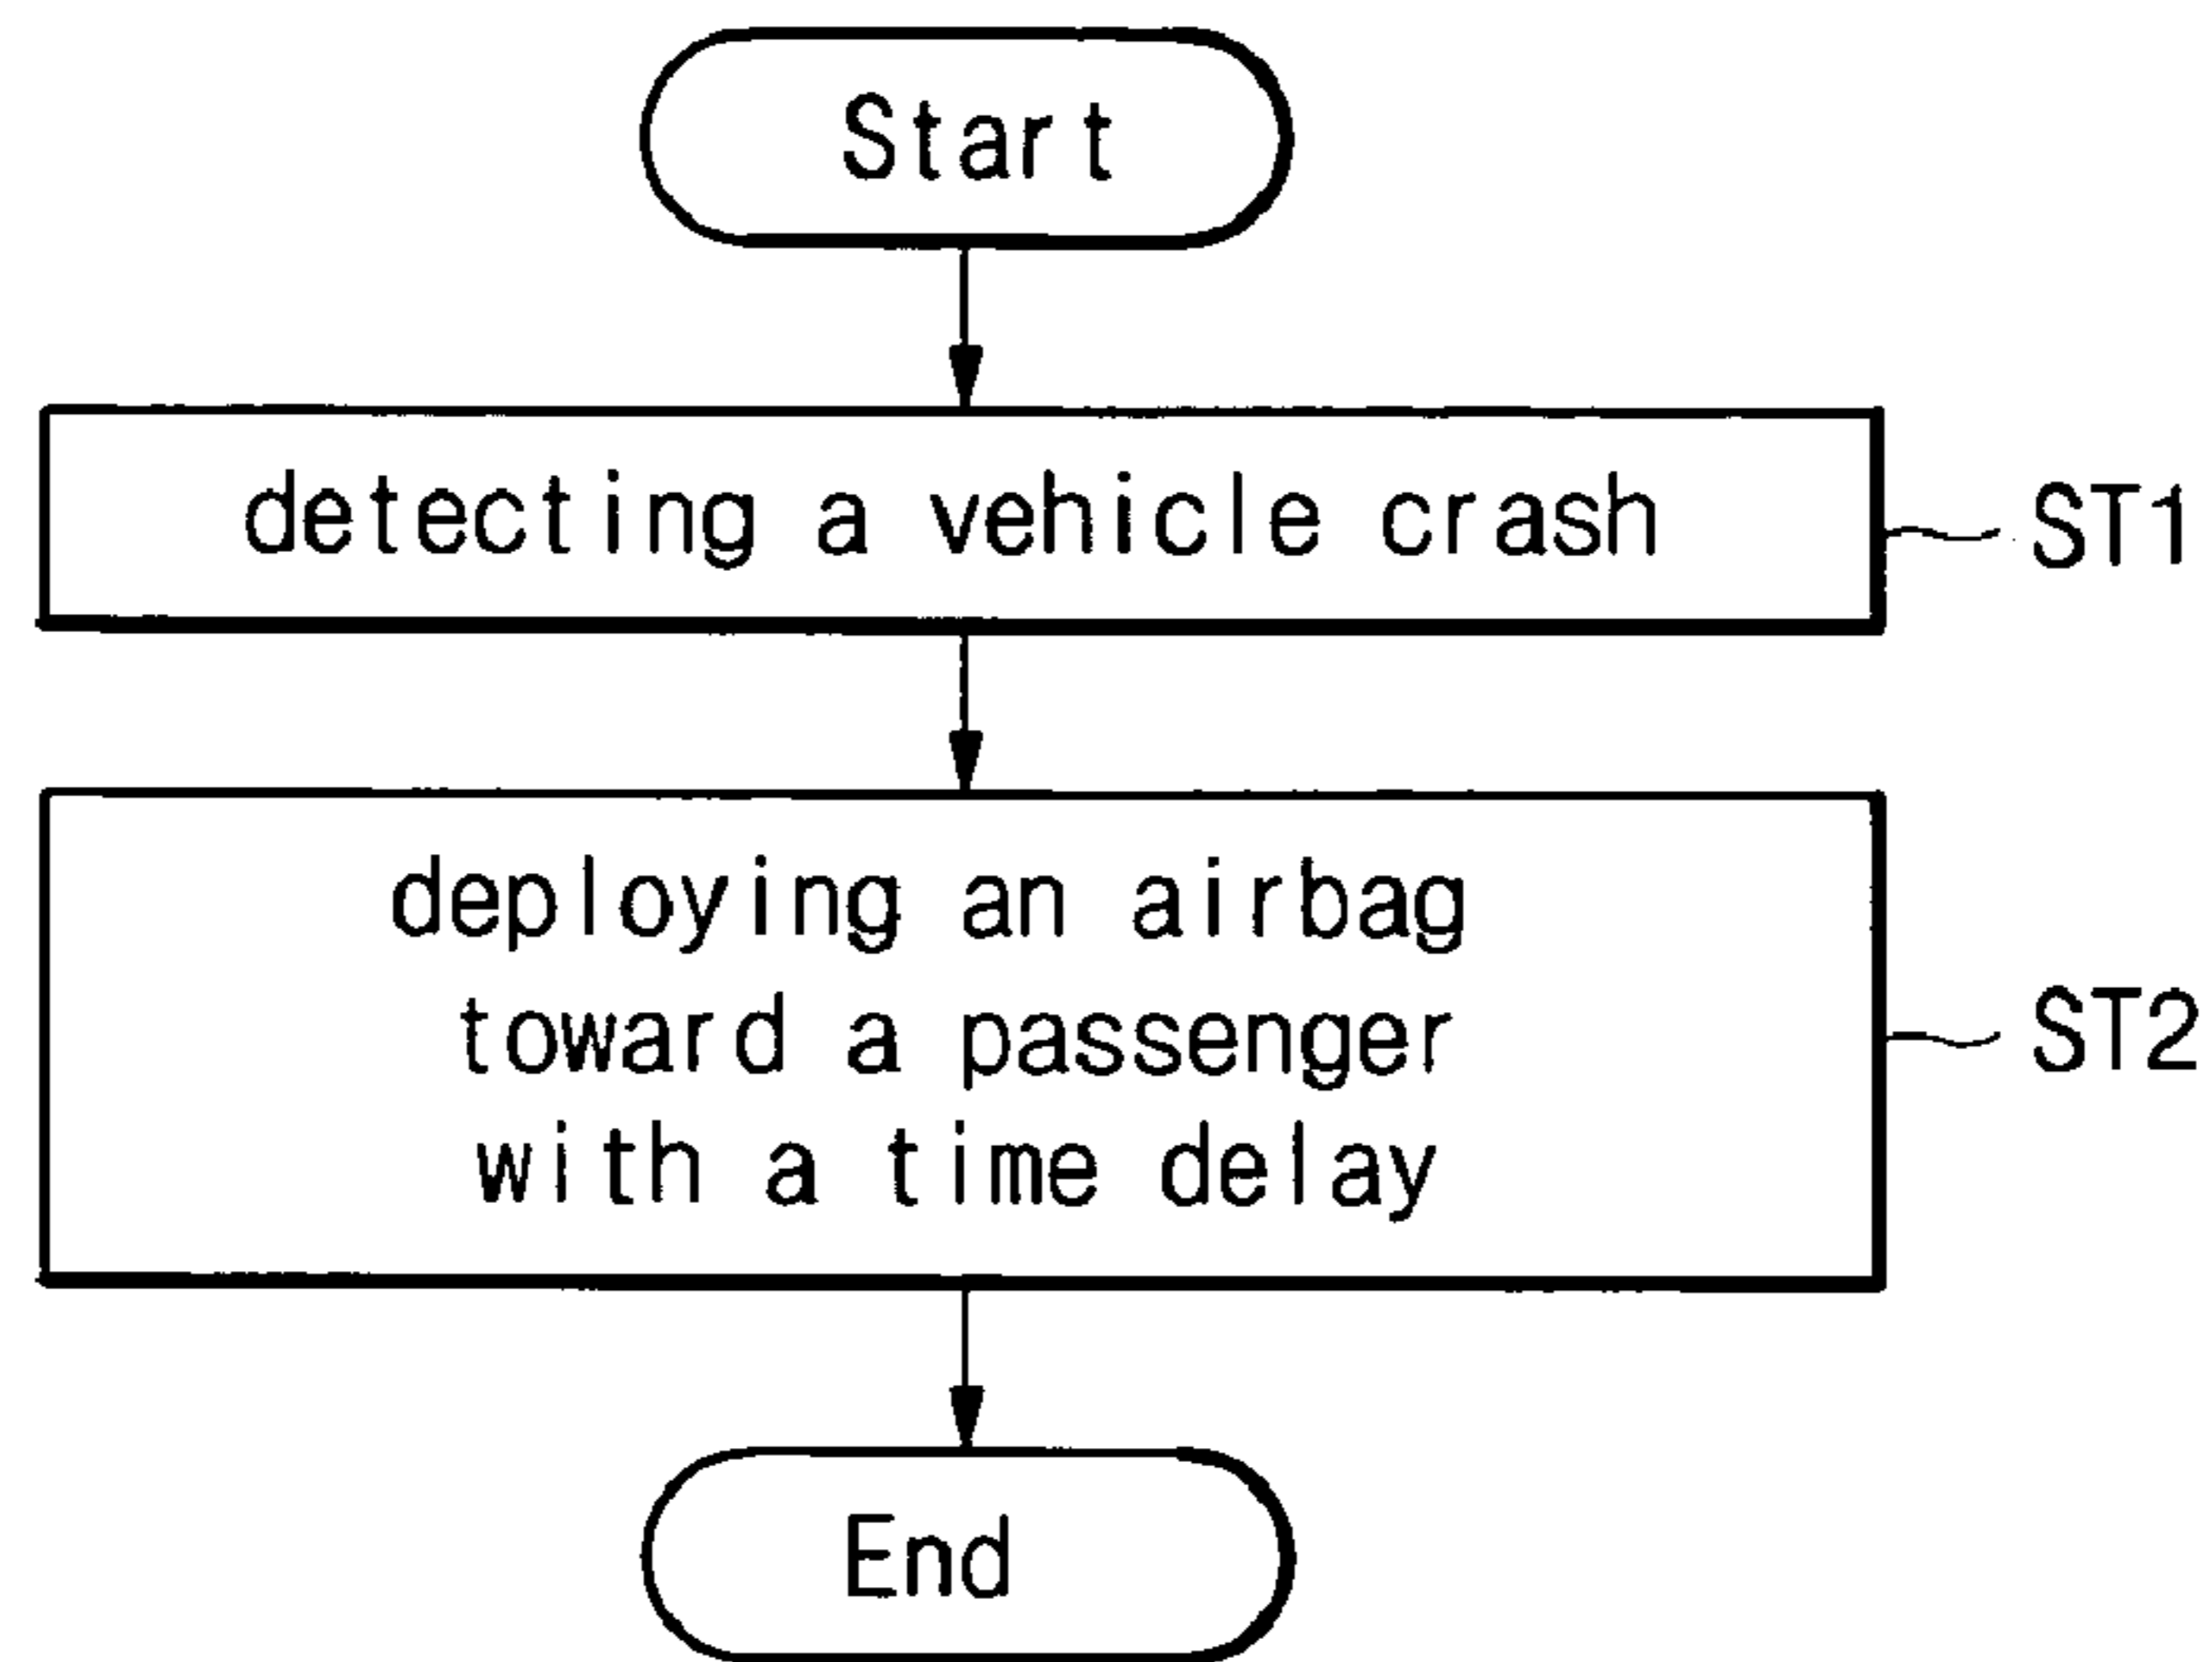 Start
detecting a vehicle crash
ST1
deploying an airbag
toward a passenger
ST2
with a time delay
End